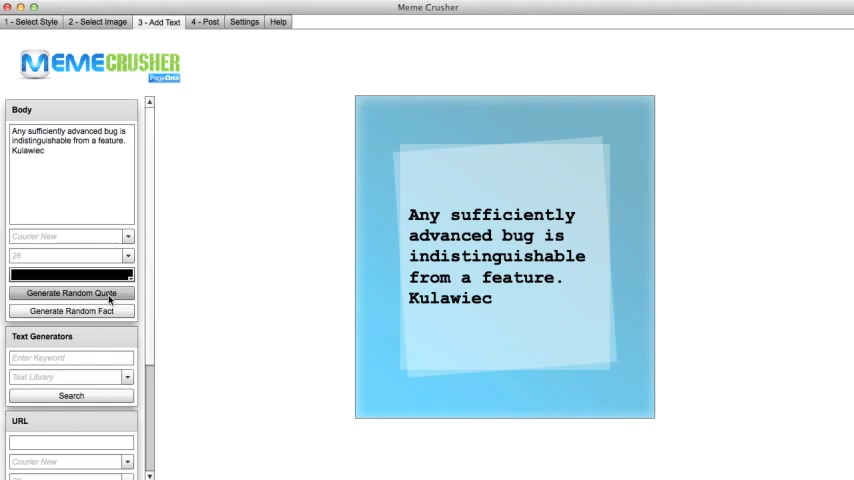 Meme Crusher
1 - Select Style 2 - Select Image 3 - Add Text 4 - Post Settings Help
MEMECRUSHER
PageOne
Body
Any sufficiently advanced bug is
indistinguishable from a feature.
Kulawiec
Courier New
26
Generate Random Quote
Generate Random Fact
Text Generators
Enter Keyword
Text Library
Search
URL
Courier New
Any sufficiently
advanced bug is
indistinguishable
from a feature.
Kulawiec